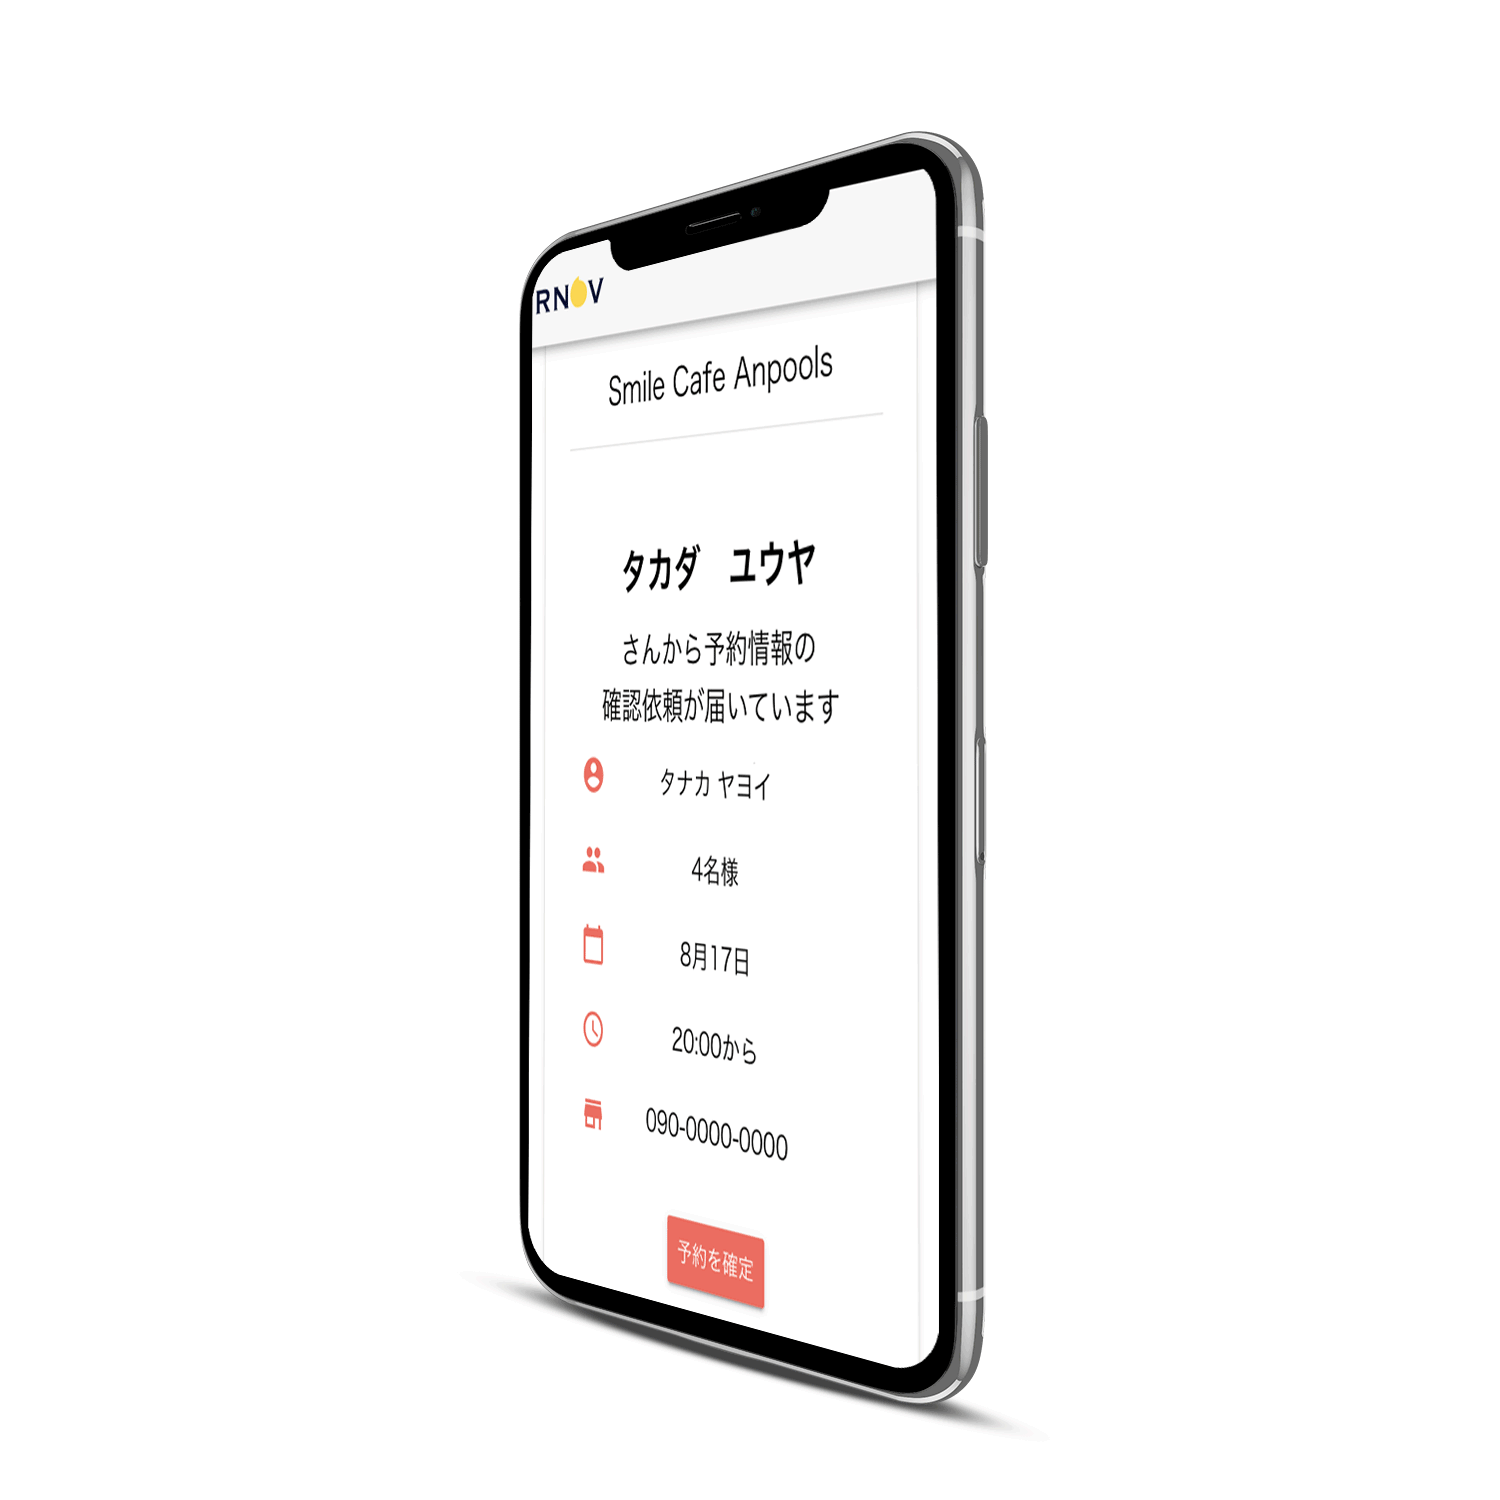 RNOV
Smile Cafe Anpools
タカダ　ユウヤ
さんから予約情報の
確認依頼が届いています
タナカ ヤヨイ
4名様
8月17日
20:00から
090-0000-0000
予約を確定